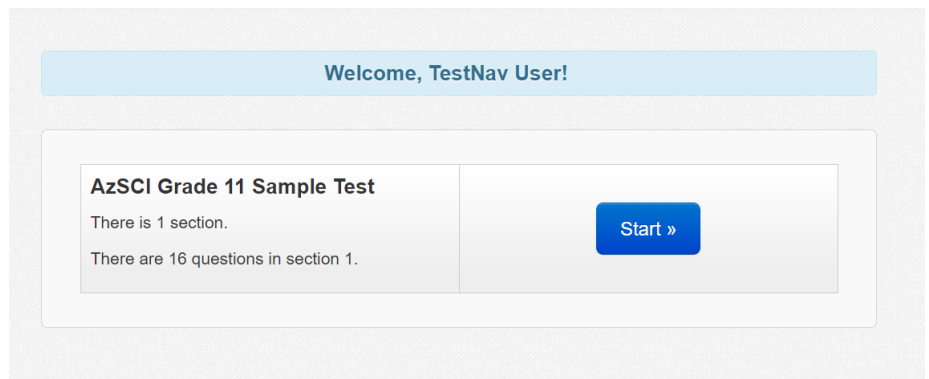 Welcome, TestNav User!
AzSCI Grade 11 Sample Test
There is 1 section.
There are 16 questions in section 1.
Start »